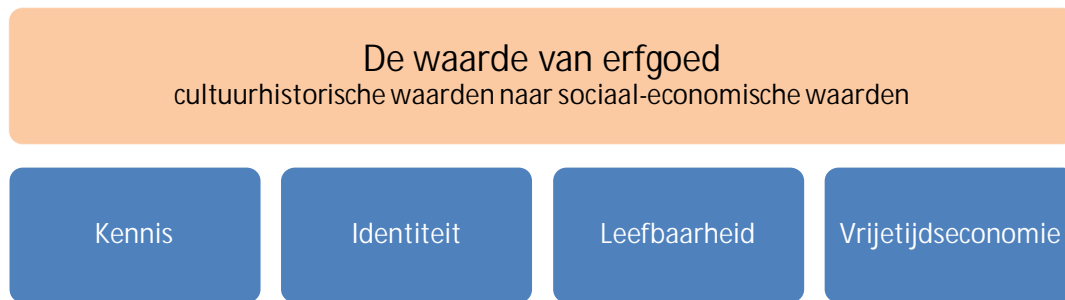 De waarde van erfgoed
cultuurhistorische waarden naar sociaal-economische waarden
Kennis
Identiteit
Leefbaarheid
Vrijetijdseconomie